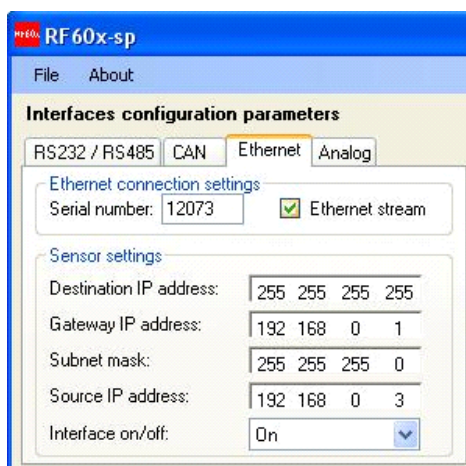 RF60x RF60x-sp
File About
Interfaces configuration parameters
RS232 / RS485 CAN Ethernet Analog
Ethernet connection settings
Serial number: 12073 Ethernet stream
Sensor settings
Destination IP address: 255 255 255 255
Gateway IP address: 192 168 0 1
Subnet mask: 255 255 255 0
Source IP address: 192 168 0 3
Interface on/off: On